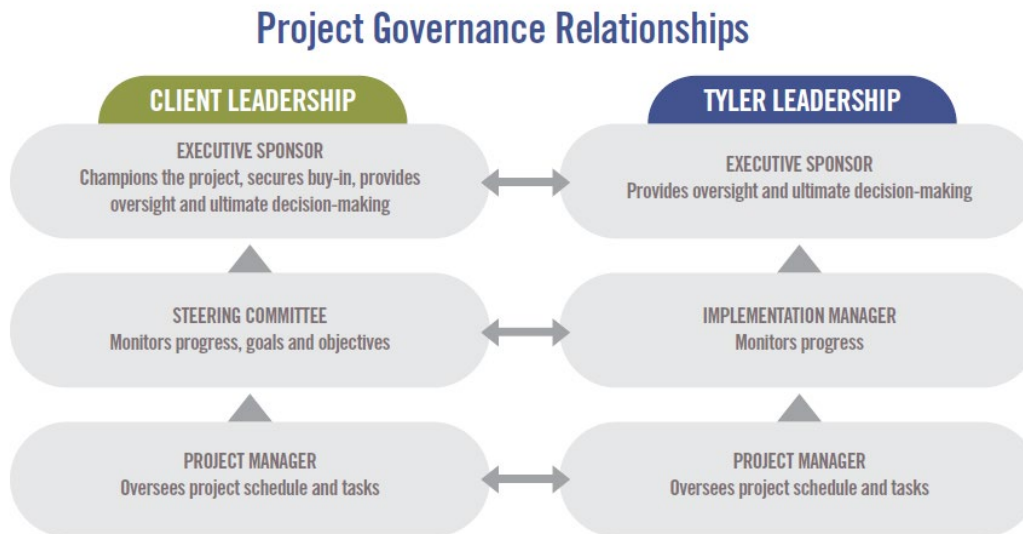 Project Governance Relationships
CLIENT LEADERSHIP
EXECUTIVE SPONSOR
Champions the project, secures buy-in, provides
oversight and ultimate decision-making
STEERING COMMITTEE
Monitors progress, goals and objectives
PROJECT MANAGER
Oversees project schedule and tasks
TYLER LEADERSHIP
EXECUTIVE SPONSOR
Provides oversight and ultimate decision-making
IMPLEMENTATION MANAGER
Monitors progress
PROJECT MANAGER
Oversees project schedule and tasks